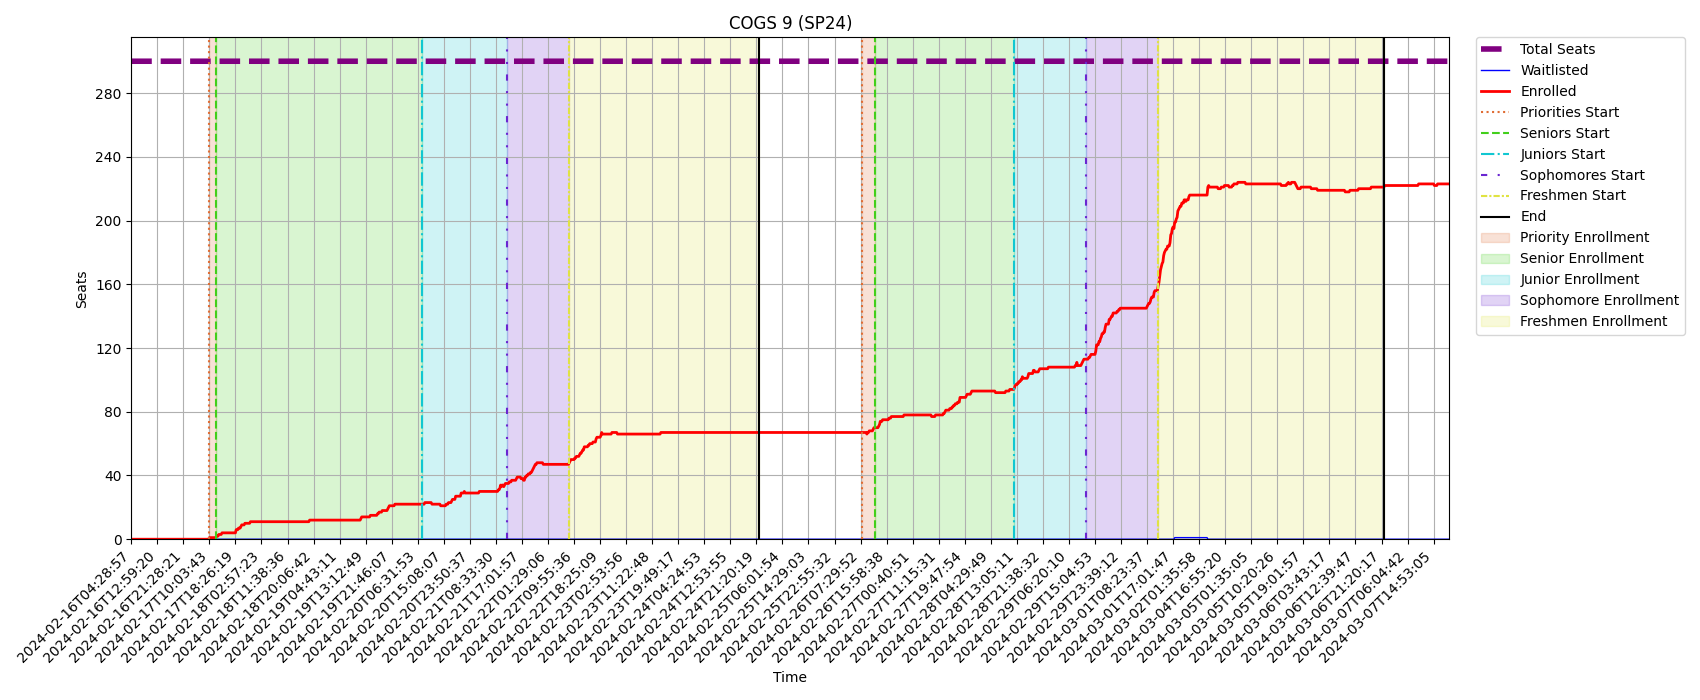 COGS 9 (SP24)
Total Seats
Waitlisted
Enrolled
Priorities Start
Seniors Start
Juniors Start
Sophomores Start
Freshmen Start
End
Priority Enrollment
Senior Enrollment
Junior Enrollment
Sophomore Enrollment
Freshmen Enrollment
Seats
280
240
200
160
120
80
40
0
2024-02-16T04:28:57
2024-02-16T12:59:20
2024-02-16T21:28:21
2024-02-17T10:03:43
2024-02-17T18:26:19
2024-02-18T02:57:23
2024-02-18T11:38:36
2024-02-18T20:06:42
2024-02-19T04:43:11
2024-02-19T13:12:49
2024-02-19T21:46:07
2024-02-20T06:31:53
2024-02-20T15:08:07
2024-02-20T23:50:37
2024-02-21T08:33:30
2024-02-21T17:01:57
2024-02-22T01:29:06
2024-02-22T09:55:36
2024-02-22T18:25:09
2024-02-23T02:53:56
2024-02-23T11:22:48
2024-02-23T19:49:17
2024-02-24T04:24:53
2024-02-24T12:53:55
2024-02-24T21:20:19
2024-02-25T06:01:54
2024-02-25T14:29:03
2024-02-25T22:55:32
2024-02-26T07:29:52
2024-02-26T15:58:38
2024-02-27T00:40:51
2024-02-27T11:15:31
2024-02-27T19:47:54
2024-02-28T04:29:49
2024-02-28T13:05:11
2024-02-28T21:38:32
2024-02-29T06:20:10
2024-02-29T15:04:53
2024-02-29T23:39:12
2024-03-01T08:23:37
2024-03-01T17:01:47
2024-03-02T01:35:58
2024-03-04T16:55:20
2024-03-05T01:35:05
2024-03-05T10:20:26
2024-03-05T19:01:57
2024-03-06T03:43:17
2024-03-06T12:39:47
2024-03-06T21:20:17
2024-03-07T06:04:42
2024-03-07T14:53:05
Time